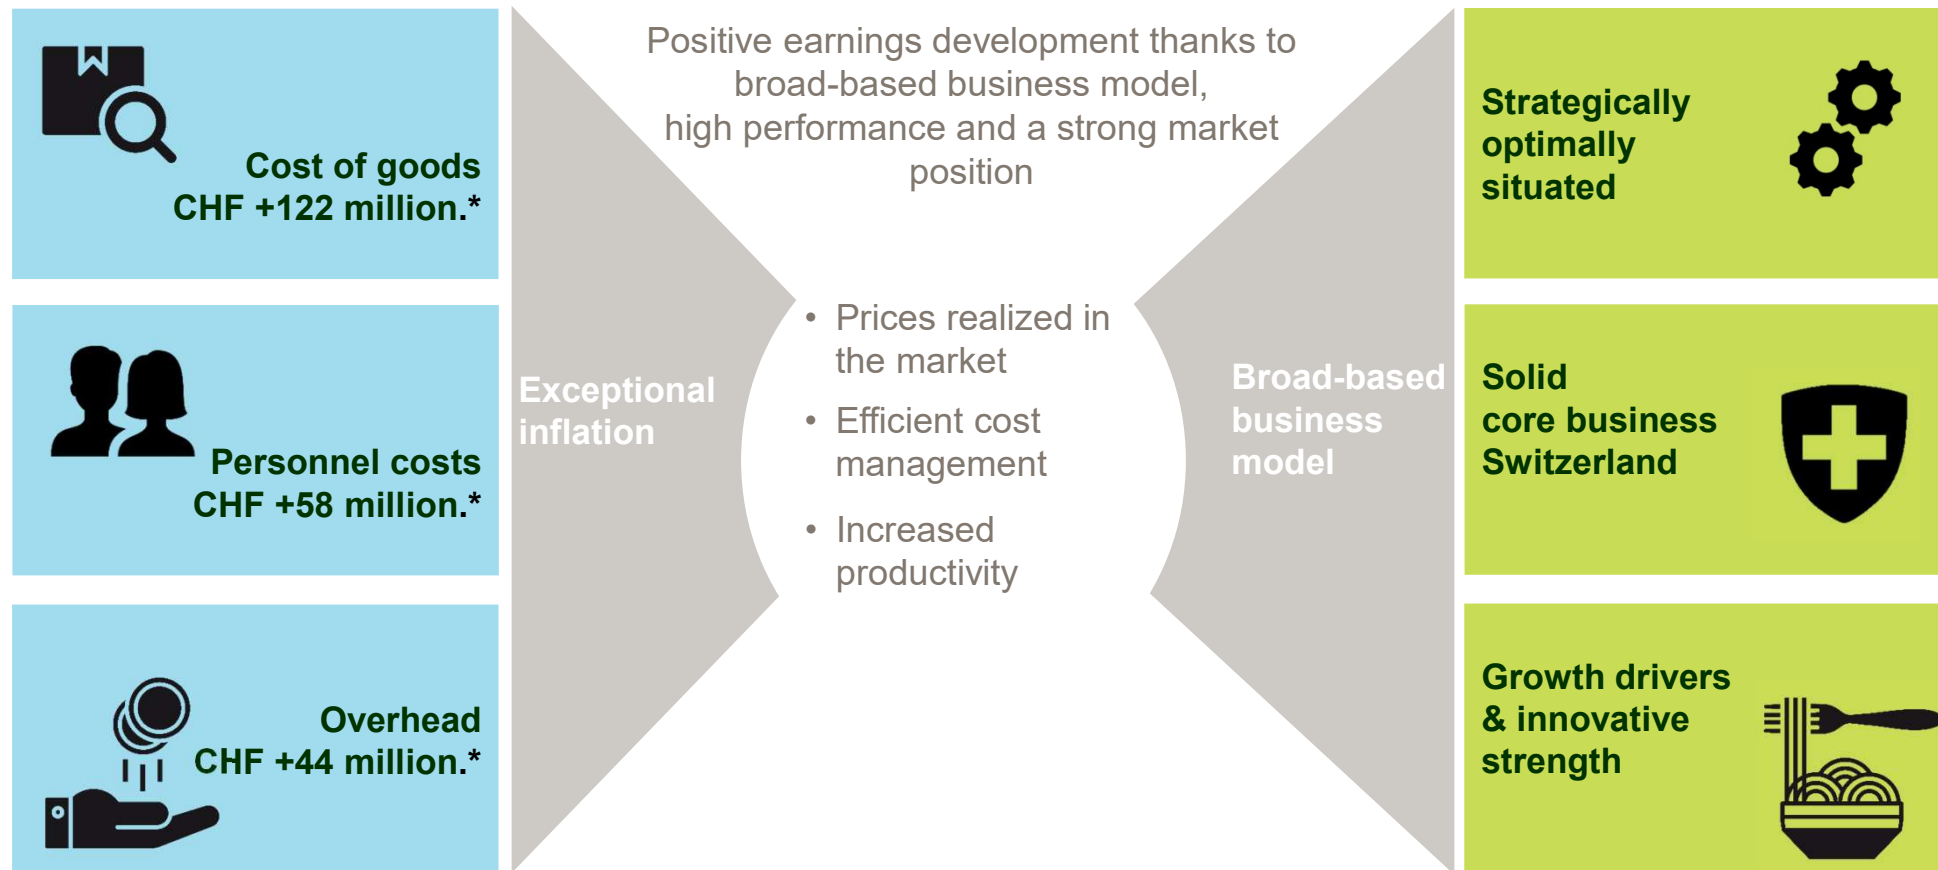 Positive earnings development thanks to
broad-based business model,
high performance and a strong market
position
Cost of goods
CHF +122 million.*
Personnel costs
CHF +58 million.*
Overhead
CHF +44 million.*
Exceptional
inflation
• Prices realized in
the market
• Efficient cost
management
• Increased
productivity
Broad-based
business
model
Strategically
optimally
situated
Solid
core business
Switzerland
Growth drivers
& innovative
strength